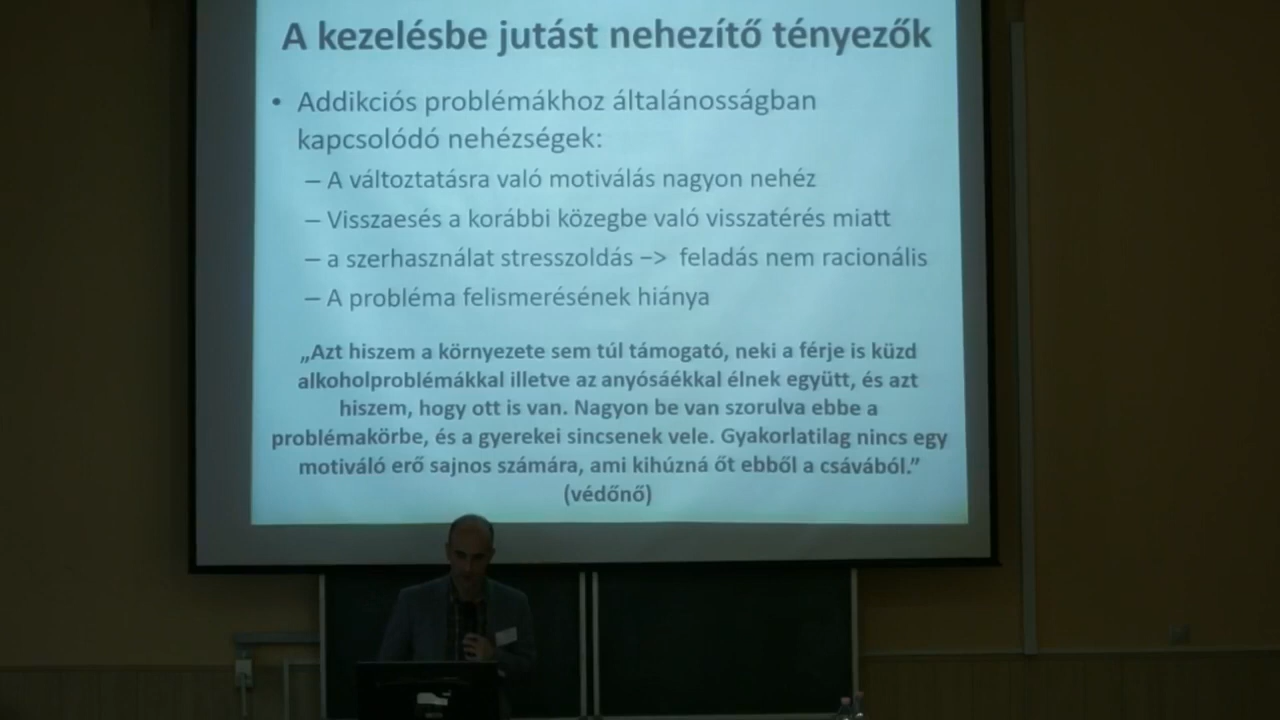 A kezelésbe jutást nehezítő tényezők
• Addikciós problémákhoz általánosságban
kapcsolódó nehézségek:
– A változtatásra való motiválás nagyon nehéz
– Visszaesés a korábbi közegbe való visszatérés miatt
– a szerhasználat stresszoldás –> feladás nem racionális
– A probléma felismerésének hiánya
„Azt hiszem a környezete sem túl támogató, neki a férje is küzd
alkoholproblémákkal illetve az anyósáékkal élnek együtt, és azt
hiszem, hogy ott is van. Nagyon be van szorulva ebbe a
problémakörbe, és a gyerekei sincsenek vele. Gyakorlatilag nincs egy
motiváló erő sajnos számára, ami kihúzná őt ebből a csávából.”
(védőnő)